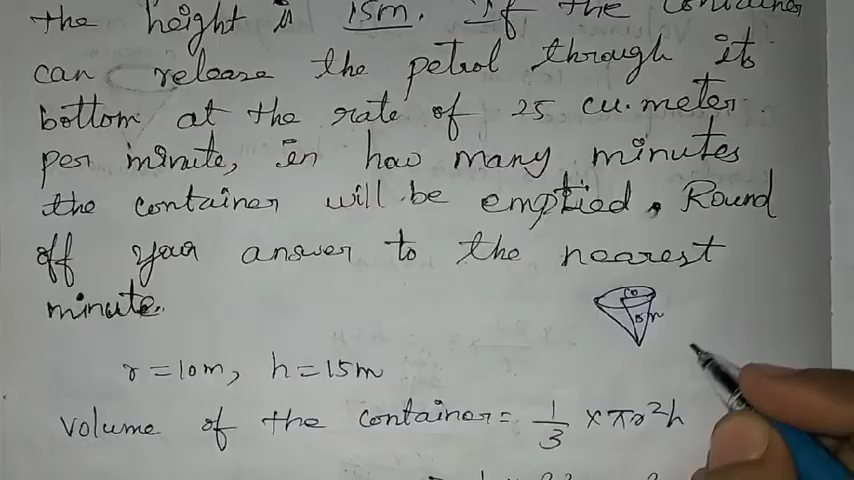 the height is 15m. If the container
can release the petrol through its
bottom at the rate of 25 cu.meter
per minute, in how many minutes
the container will be emptied. Round
off your answer to the nearest
minute.
10
15m
r=10m, h=15m
Volume of the container = 1/3 × πr²h